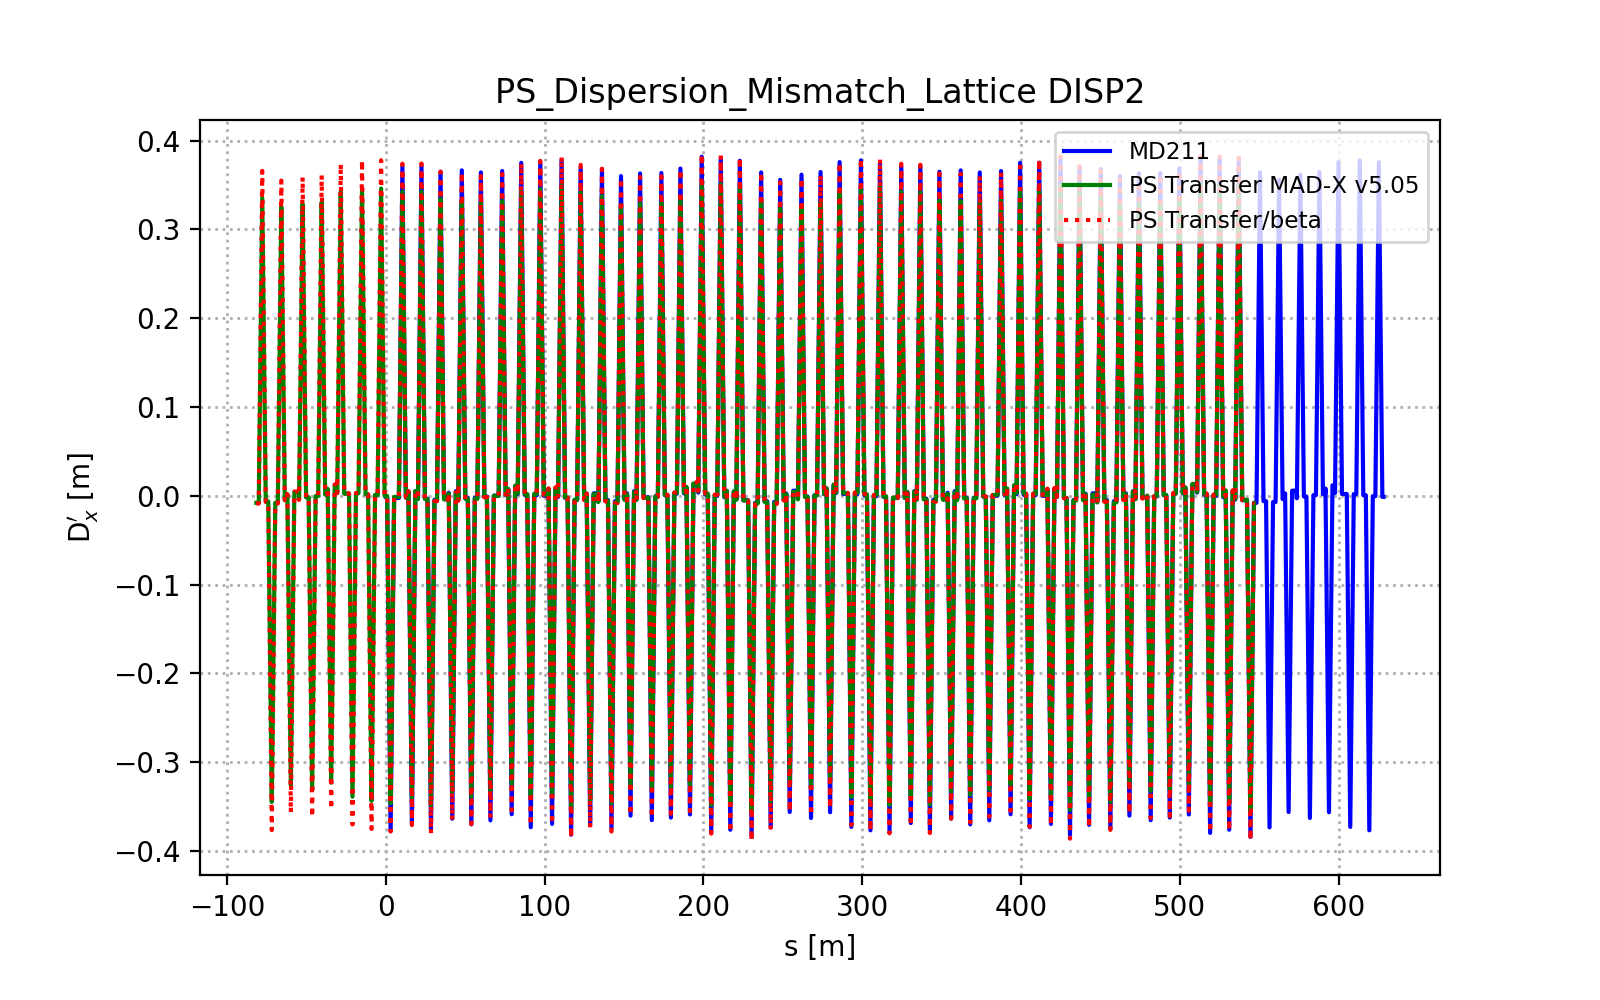 PS_Dispersion_Mismatch_Lattice DISP2
MD211
PS Transfer MAD-X v5.05
PS Transfer/beta
0.4
0.3
0.2
0.1
0.0
−0.1
−0.2
−0.3
−0.4
D′x [m]
−100 0 100 200 300 400 500 600
s [m]